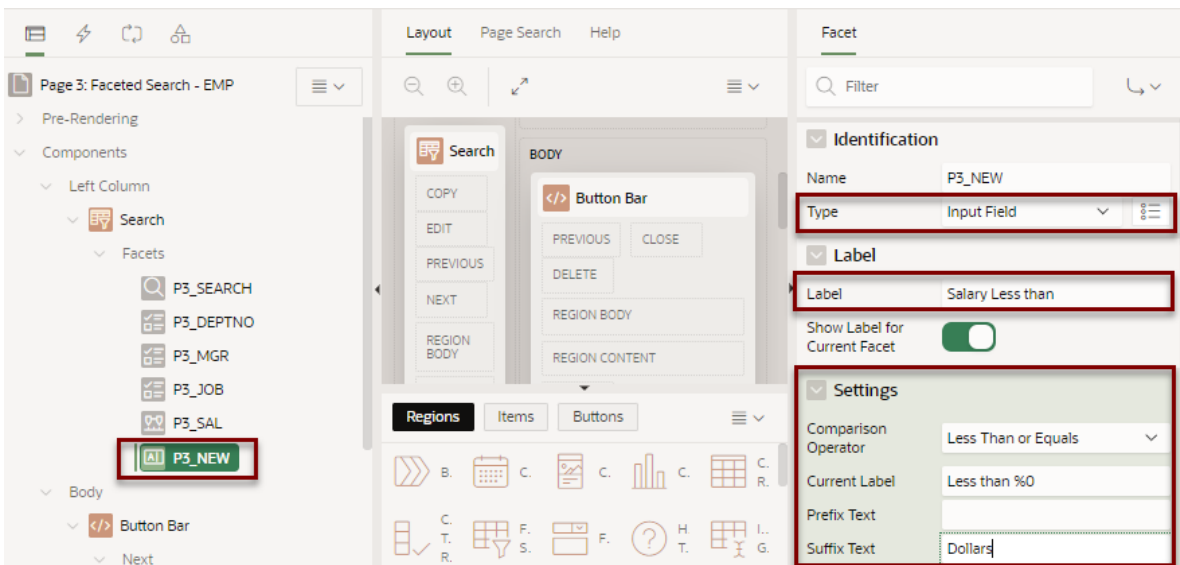 Page 3: Faceted Search - EMP
Pre-Rendering
Components
Left Column
Search
Facets
P3_SEARCH
P3_DEPTNO
P3_MGR
P3_JOB
P3_SAL
P3_NEW
Body
Button Bar
Next
Layout Page Search Help
Search
COPY
EDIT
PREVIOUS
NEXT
REGION
BODY
BODY
Button Bar
PREVIOUS CLOSE
DELETE
REGION BODY
REGION CONTENT
Regions Items Buttons
B. C. C. C. C.
R.
C.
T.
R.
F.
S.
F.
H.
T.
I..
G.
Facet
Filter
Identification
Name P3_NEW
Type Input Field
Label
Label Salary Less than
Show Label for
Current Facet
Settings
Comparison
Operator Less Than or Equals
Current Label Less than %0
Prefix Text
Suffix Text Dollars